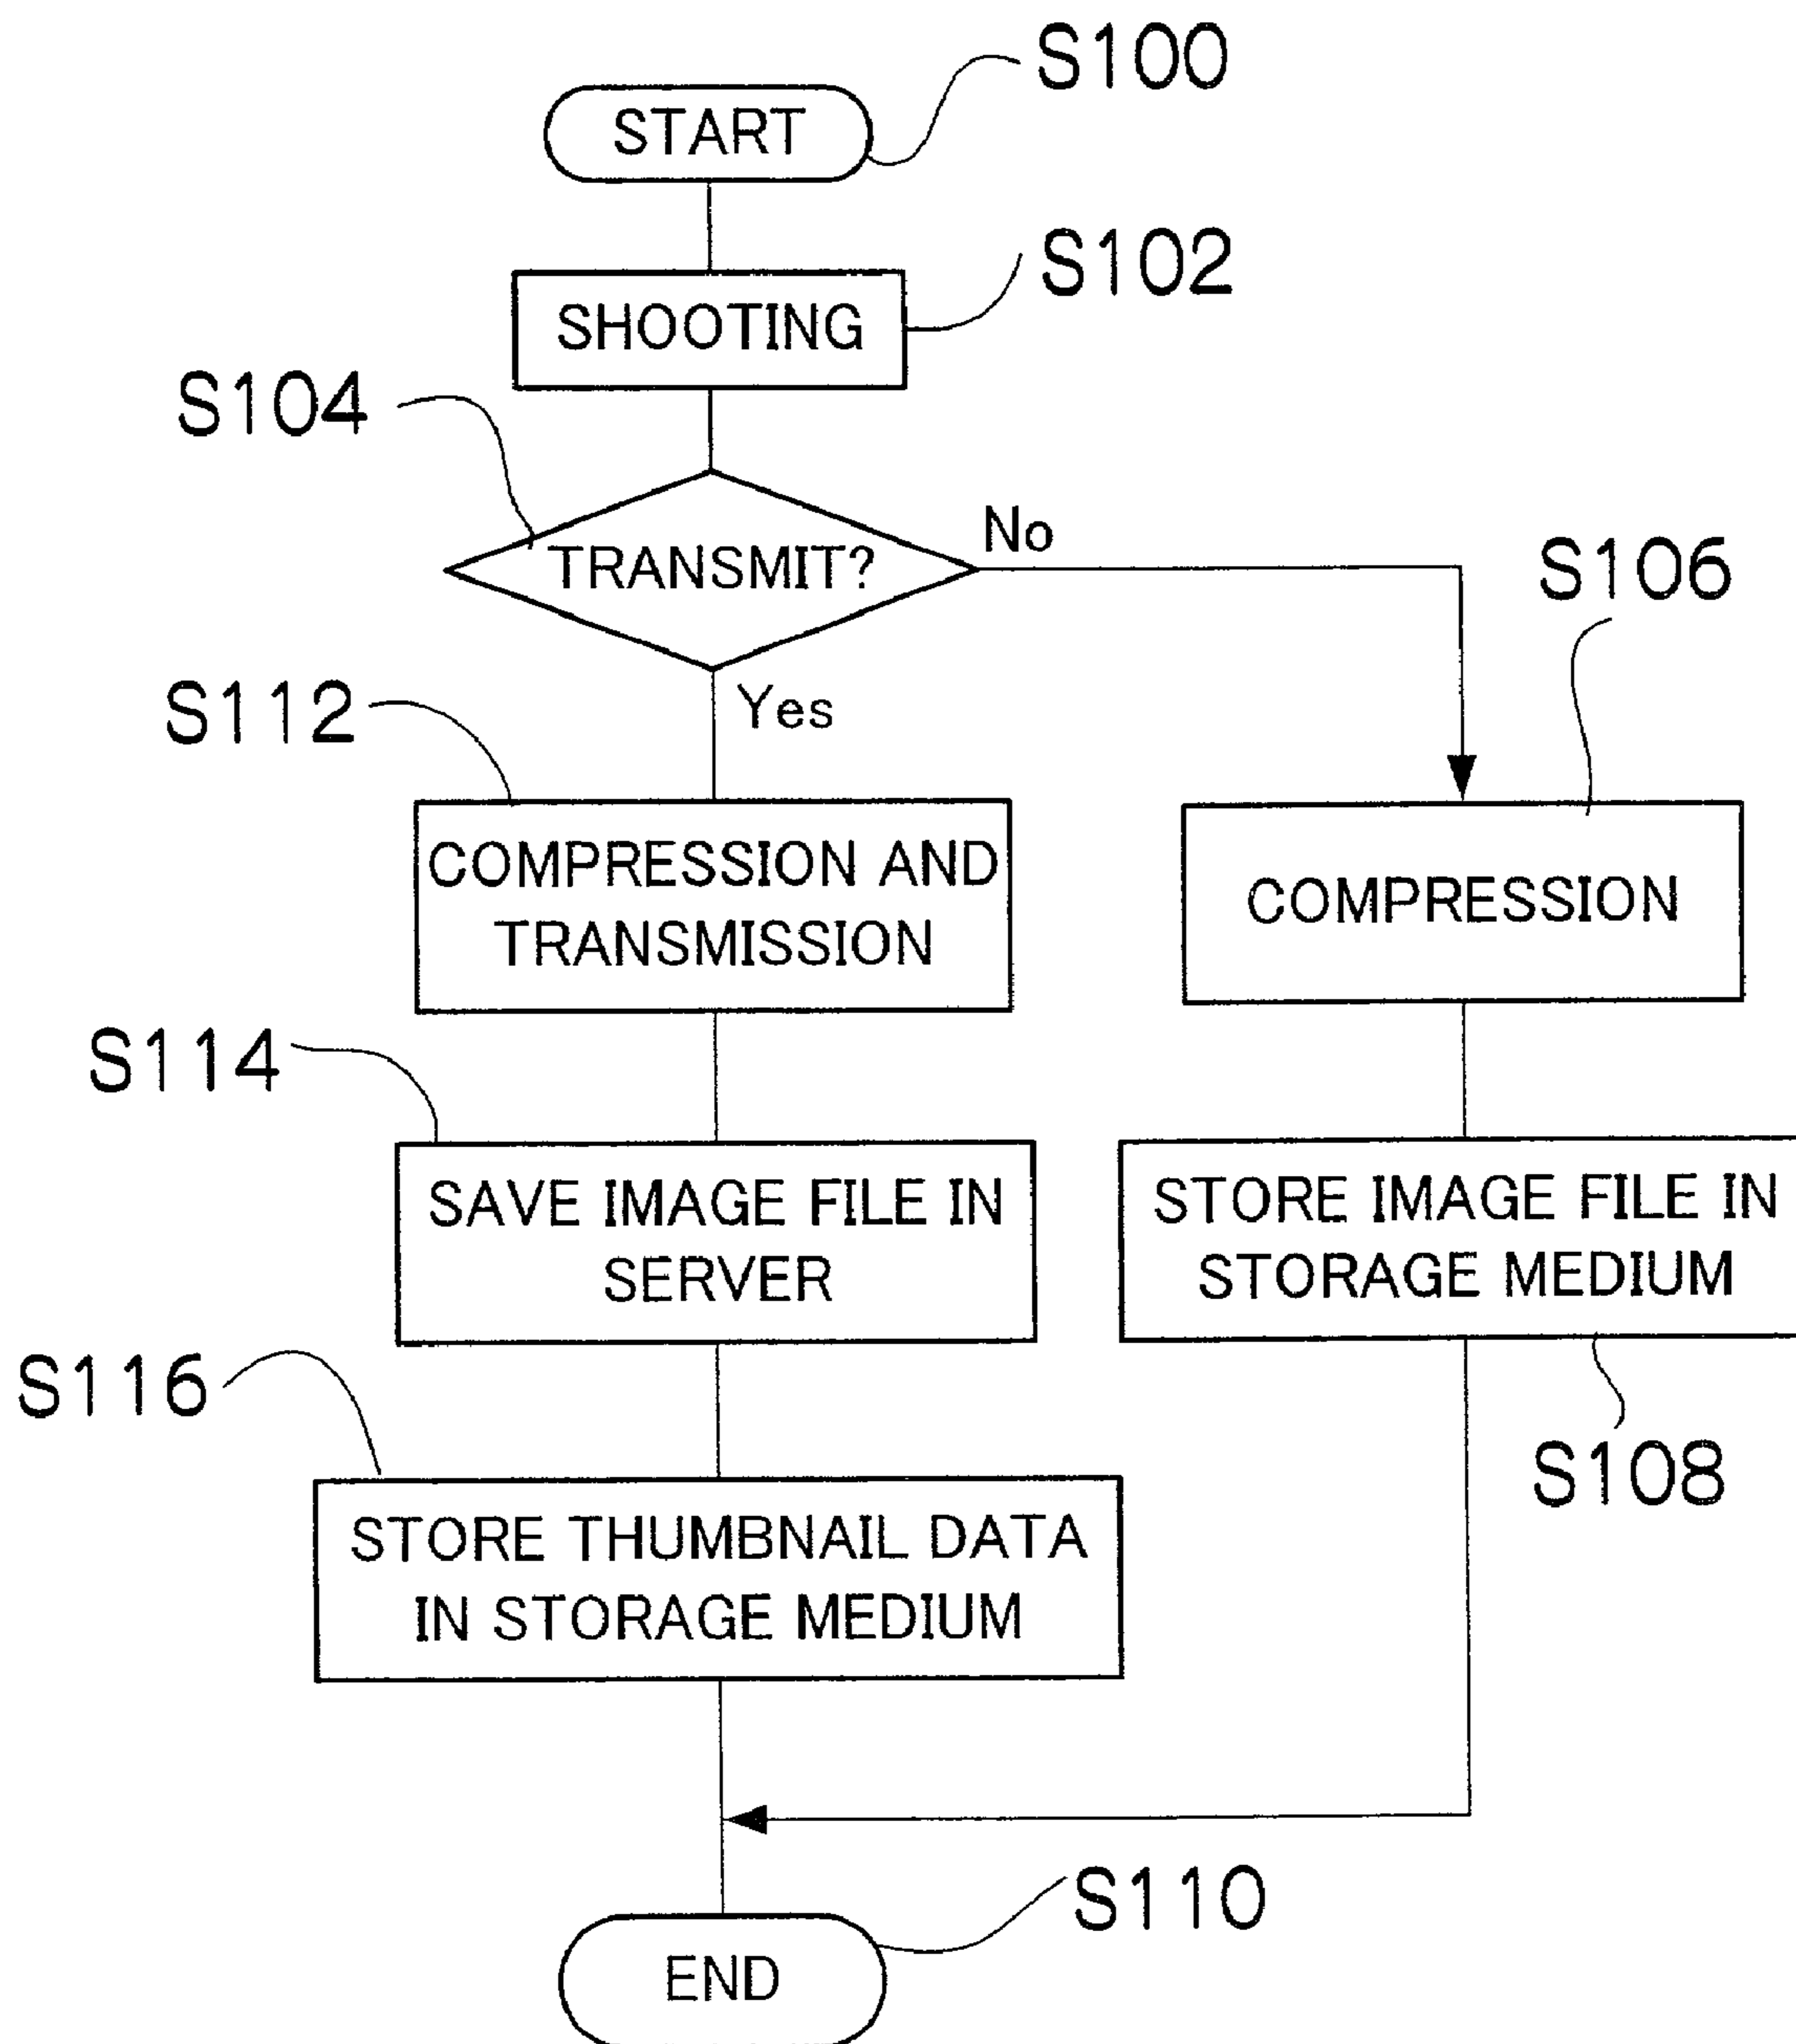 S100
START
S102
SHOOTING
S104
TRANSMIT?
No
S106
Yes
S112
COMPRESSION AND
TRANSMISSION
COMPRESSION
S114
SAVE IMAGE FILE IN
SERVER
STORE IMAGE FILE IN
STORAGE MEDIUM
S116
S108
STORE THUMBNAIL DATA
IN STORAGE MEDIUM
S110
END